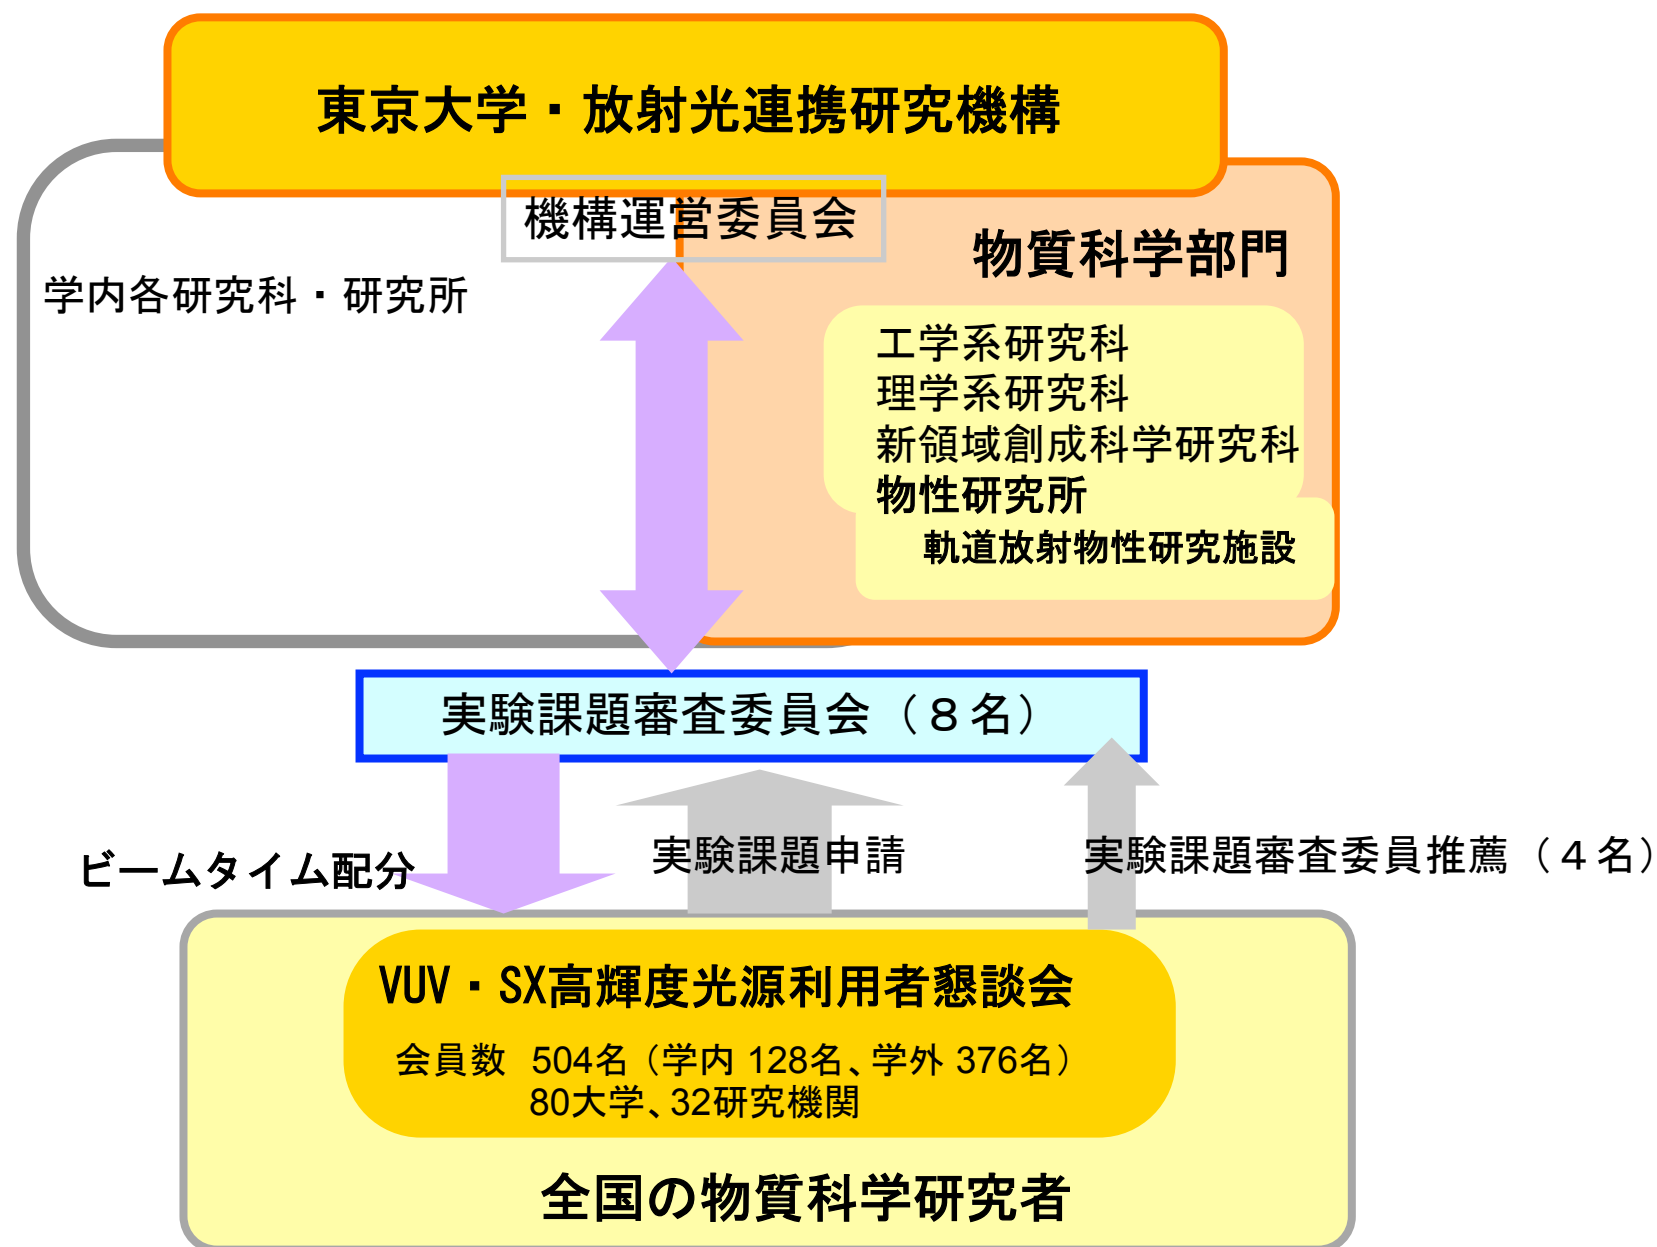 東京大学・放射光連携研究機構
機構運営委員会
物質科学部門
学内各研究科・研究所
工学系研究科
理学系研究科
新領域創成科学研究科
物性研究所
軌道放射物性研究施設
実験課題審査委員会（８名）
ビームタイム配分
実験課題申請
実験課題審査委員推薦（４名）
VUV・SX高輝度光源利用者懇談会
会員数 504名（学内 128名、学外 376名）
80大学、32研究機関
全国の物質科学研究者